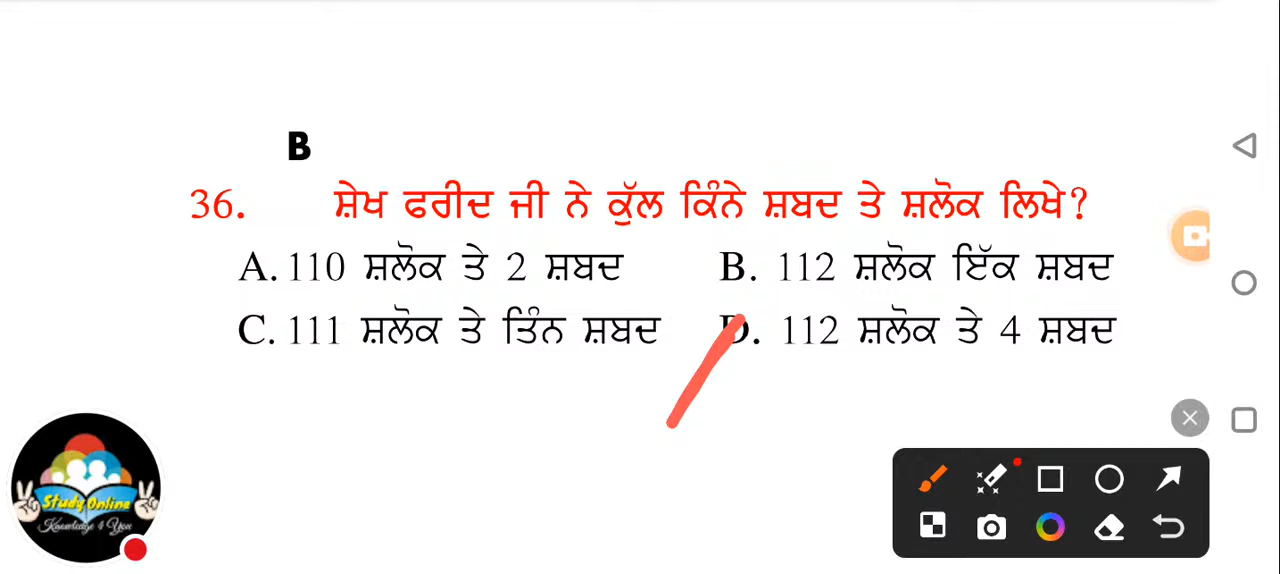 B
36. ਸ਼ੇਖ ਫਰੀਦ ਜੀ ਨੇ ਕੁੱਲ ਕਿੰਨੇ ਸ਼ਬਦ ਤੇ ਸ਼ਲੋਕ ਲਿਖੇ?
A. 110 ਸ਼ਲੋਕ ਤੇ 2 ਸ਼ਬਦ B. 112 ਸ਼ਲੋਕ ਇੱਕ ਸ਼ਬਦ
C. 111 ਸ਼ਲੋਕ ਤੇ ਤਿੰਨ ਸ਼ਬਦ D. 112 ਸ਼ਲੋਕ ਤੇ 4 ਸ਼ਬਦ
Study Online
Knowledge 4 You